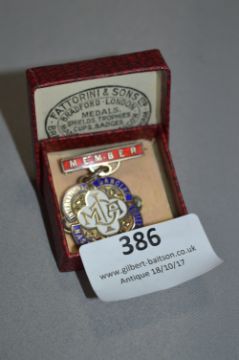 FATTORINI & SONS LTD
BRADFORD · LONDON
MEDALS,
SHIELDS, TROPHIES,
CUPS, BADGES
MEMBER
386
www.gilbert-baitson.co.uk
Antique 18/10/17